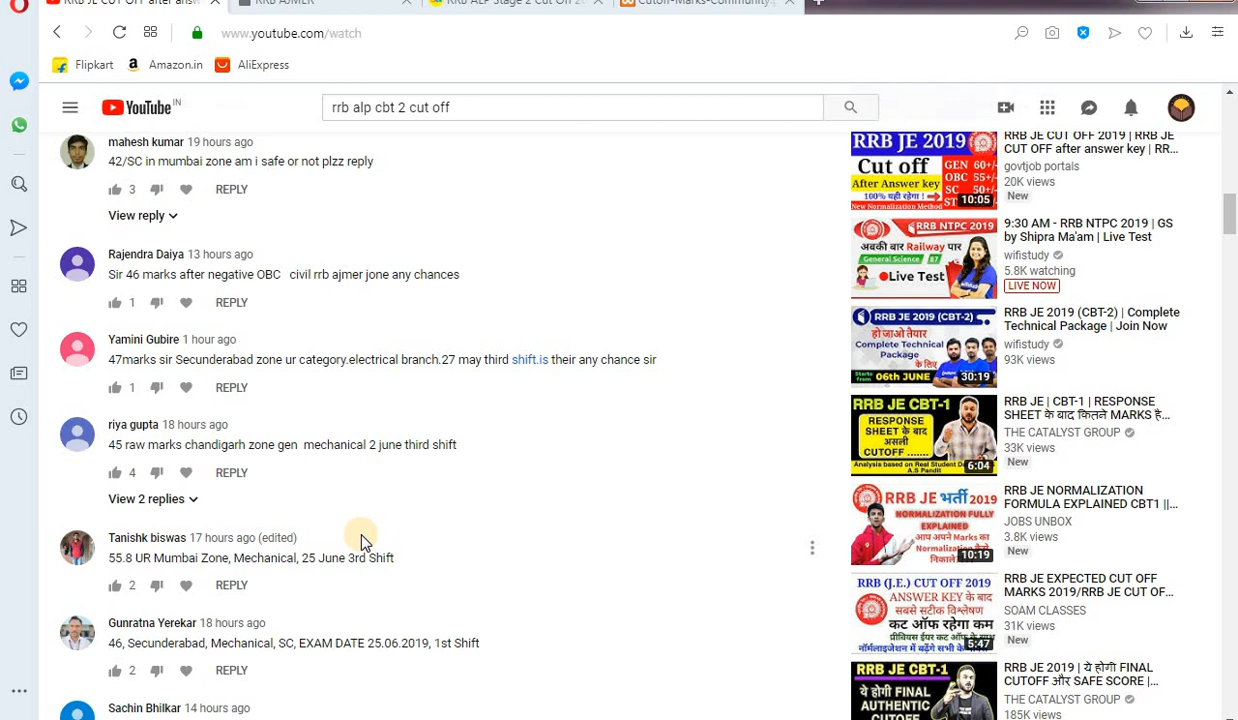 RRB JE CUT OFF after answ
RRB AJMER
RRB ALP Stage 2 Cut Off 20
Cutoff-Marks-Community.
www.youtube.com/watch
Flipkart
Amazon.in
AliExpress
YouTube IN
rrb alp cbt 2 cut off
mahesh kumar 19 hours ago
42/SC in mumbai zone am i safe or not plzz reply
3 REPLY
View reply
Rajendra Daiya 13 hours ago
Sir 46 marks after negative OBC civil rrb ajmer jone any chances
1 REPLY
Yamini Gubire 1 hour ago
47marks sir Secunderabad zone ur category.electrical branch.27 may third shift.is their any chance sir
1 REPLY
riya gupta 18 hours ago
45 raw marks chandigarh zone gen mechanical 2 june third shift
4 REPLY
View 2 replies
Tanishk biswas 17 hours ago (edited)
55.8 UR Mumbai Zone, Mechanical, 25 June 3rd Shift
2 REPLY
Gunratna Yerekar 18 hours ago
46, Secunderabad, Mechanical, SC, EXAM DATE 25.06.2019, 1st Shift
2 REPLY
Sachin Bhilkar 14 hours ago
RRB JE 2019
Cut off
After Answer key
100% यही रहेगा !
New Normalization Method
GEN 60+
OBC 55+
SC 50+
10:05
RRB JE CUT OFF 2019 | RRB JE
CUT OFF after answer key | RR...
govtjob portals
20K views
New
RRB NTPC 2019
अबकी बार Railway पार
General Science 87
Live Test
9:30 AM - RRB NTPC 2019 | GS
by Shipra Ma'am | Live Test
wifistudy
5.8K watching
LIVE NOW
RRB JE 2019 (CBT-2)
हो जाओ तैयार
Complete
Technical
Package
के लिए
Starts from 06th JUNE
30:19
RRB JE 2019 (CBT-2) | Complete
Technical Package | Join Now
wifistudy
93K views
RRB JE CBT-1
RESPONSE
SHEET के बाद
असली
CUTOFF .......
Analysis based on Real Student Da
A.S Pandit
6:04
RRB JE | CBT-1 | RESPONSE
SHEET के बाद कितने MARKS है...
THE CATALYST GROUP
33K views
New
RRB JE भर्ती 2019
NORMALIZATION FULLY
EXPLAINED
आप अपने Marks का
Normalization कैसे
निकाले
10:19
RRB JE NORMALIZATION
FORMULA EXPLAINED CBT1 ||...
JOBS UNBOX
3.8K views
New
RRB (J.E.) CUT OFF 2019
ANSWER KEY के बाद
सबसे सटीक विश्लेषण
कट ऑफ रहेगा कम
5:47
RRB JE EXPECTED CUT OFF
MARKS 2019/RRB JE CUT OF...
SOAM CLASSES
31K views
New
RRB JE CBT-1
ये होगी FINAL
AUTHENTIC
CUTOFF
RRB JE 2019 | ये होगी FINAL
CUTOFF और SAFE SCORE |...
THE CATALYST GROUP
185K views